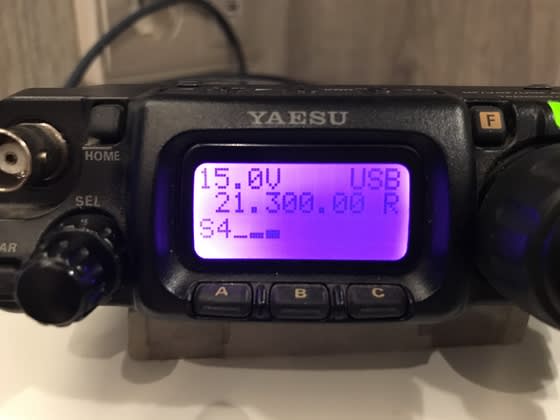 YAESU
F
HOME
SEL
15.0V USB
21.300.00 R
S4
A B C